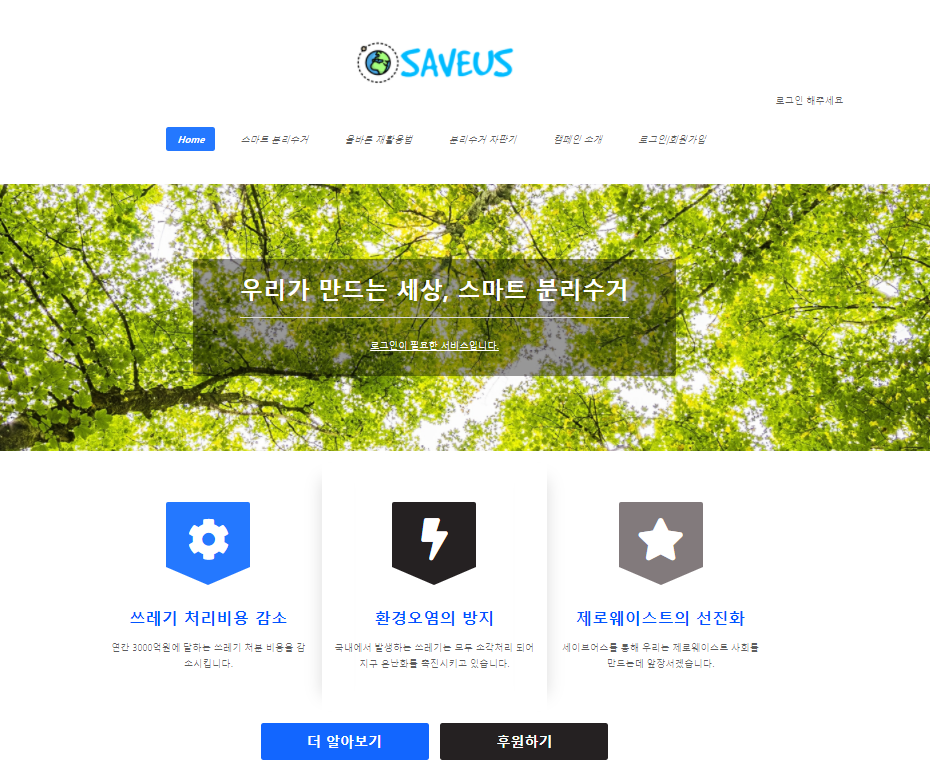 SAVEUS
로그인 해주세요
Home 스마트 분리수거 올바른 재활용법 분리수거 자판기 캠페인 소개 로그인|회원가입
우리가 만드는 세상, 스마트 분리수거
로그인이 필요한 서비스입니다.
쓰레기 처리비용 감소
연간 3000억원에 달하는 쓰레기 처분 비용을 감
소시킵니다.
환경오염의 방지
국내에서 발생하는 쓰레기는 모두 소각처리 되어
지구 온난화를 촉진시키고 있습니다.
제로웨이스트의 선진화
세이브어스를 통해 우리는 제로웨이스트 사회를
만드는데 앞장서겠습니다.
더 알아보기
후원하기